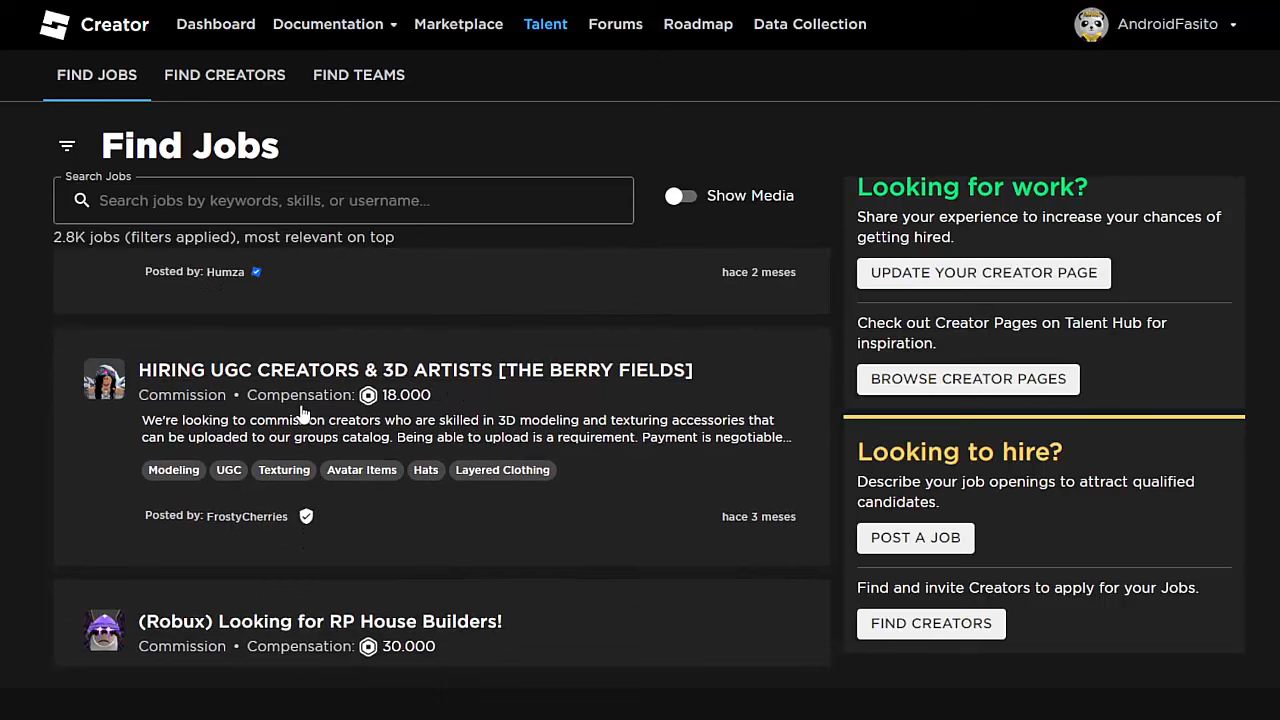 Creator Dashboard Documentation Marketplace Talent Forums Roadmap Data Collection AndroidFasito
FIND JOBS FIND CREATORS FIND TEAMS
Find Jobs
Search Jobs
Search jobs by keywords, skills, or username...
Show Media
2.8K jobs (filters applied), most relevant on top
Posted by: Humza
hace 2 meses
HIRING UGC CREATORS & 3D ARTISTS [THE BERRY FIELDS]
Commission • Compensation: 18.000
We're looking to commission creators who are skilled in 3D modeling and texturing accessories that
can be uploaded to our groups catalog. Being able to upload is a requirement. Payment is negotiable...
Modeling UGC Texturing Avatar Items Hats Layered Clothing
Posted by: FrostyCherries
hace 3 meses
(Robux) Looking for RP House Builders!
Commission • Compensation: 30.000
Looking for work?
Share your experience to increase your chances of
getting hired.
UPDATE YOUR CREATOR PAGE
Check out Creator Pages on Talent Hub for
inspiration.
BROWSE CREATOR PAGES
Looking to hire?
Describe your job openings to attract qualified
candidates.
POST A JOB
Find and invite Creators to apply for your Jobs.
FIND CREATORS